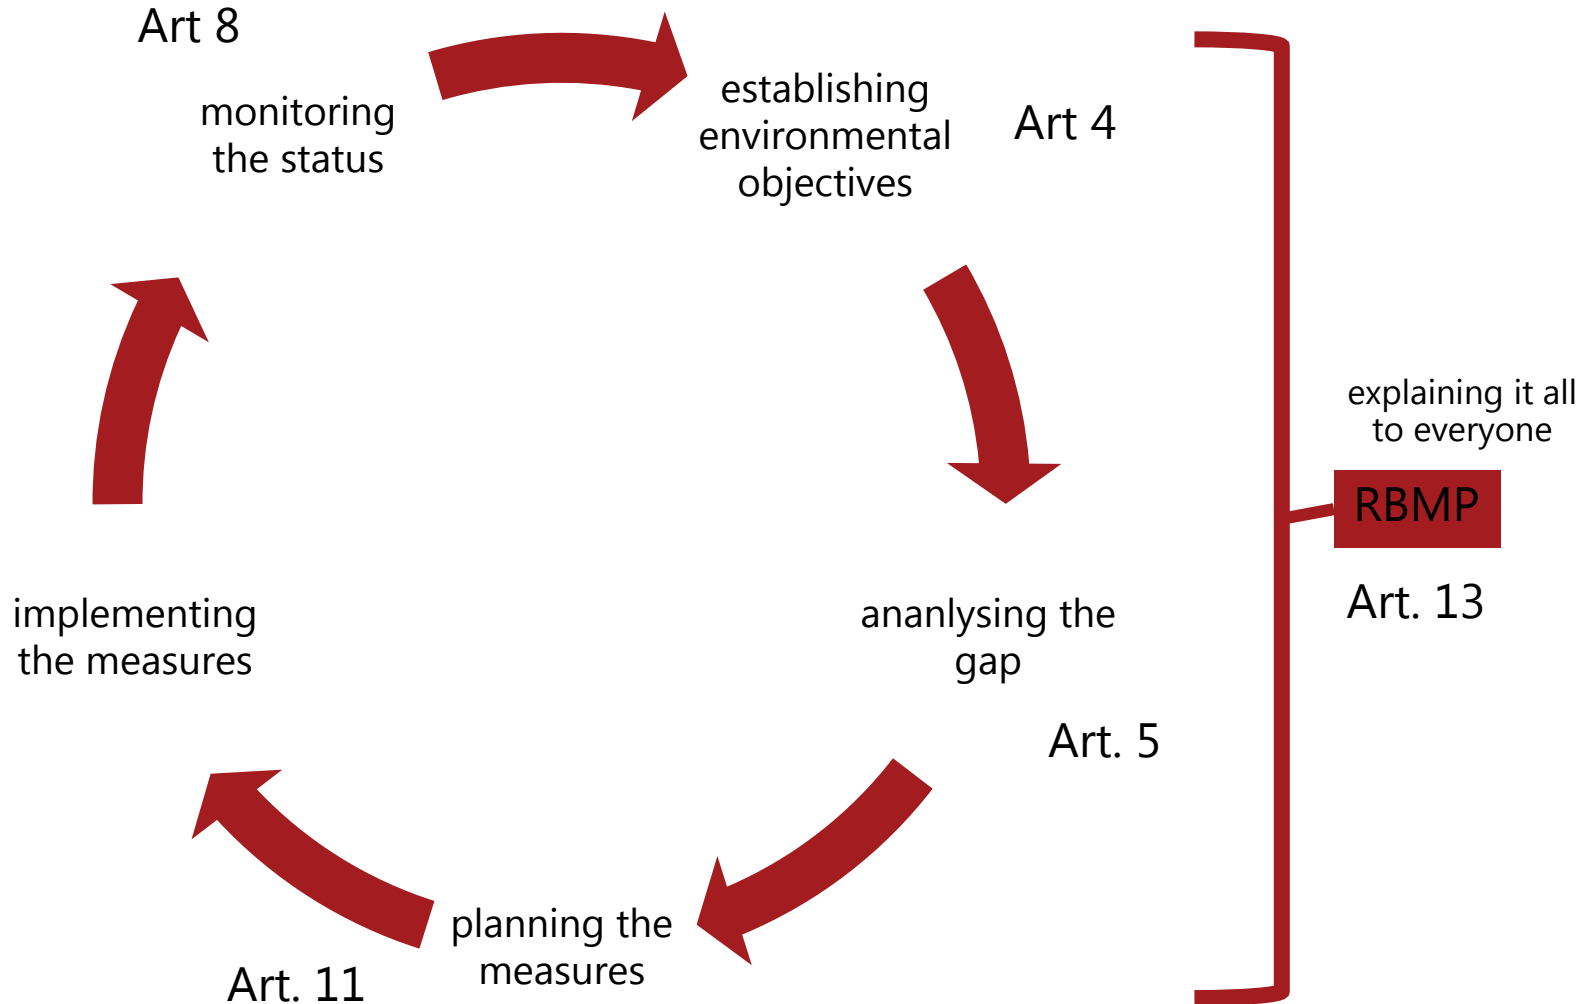 Art 8
monitoring
the status
establishing
environmental
objectives
Art 4
explaining it all
to everyone
RBMP
Art. 13
ananlysing the
gap
Art. 5
planning the
measures
Art. 11
implementing
the measures